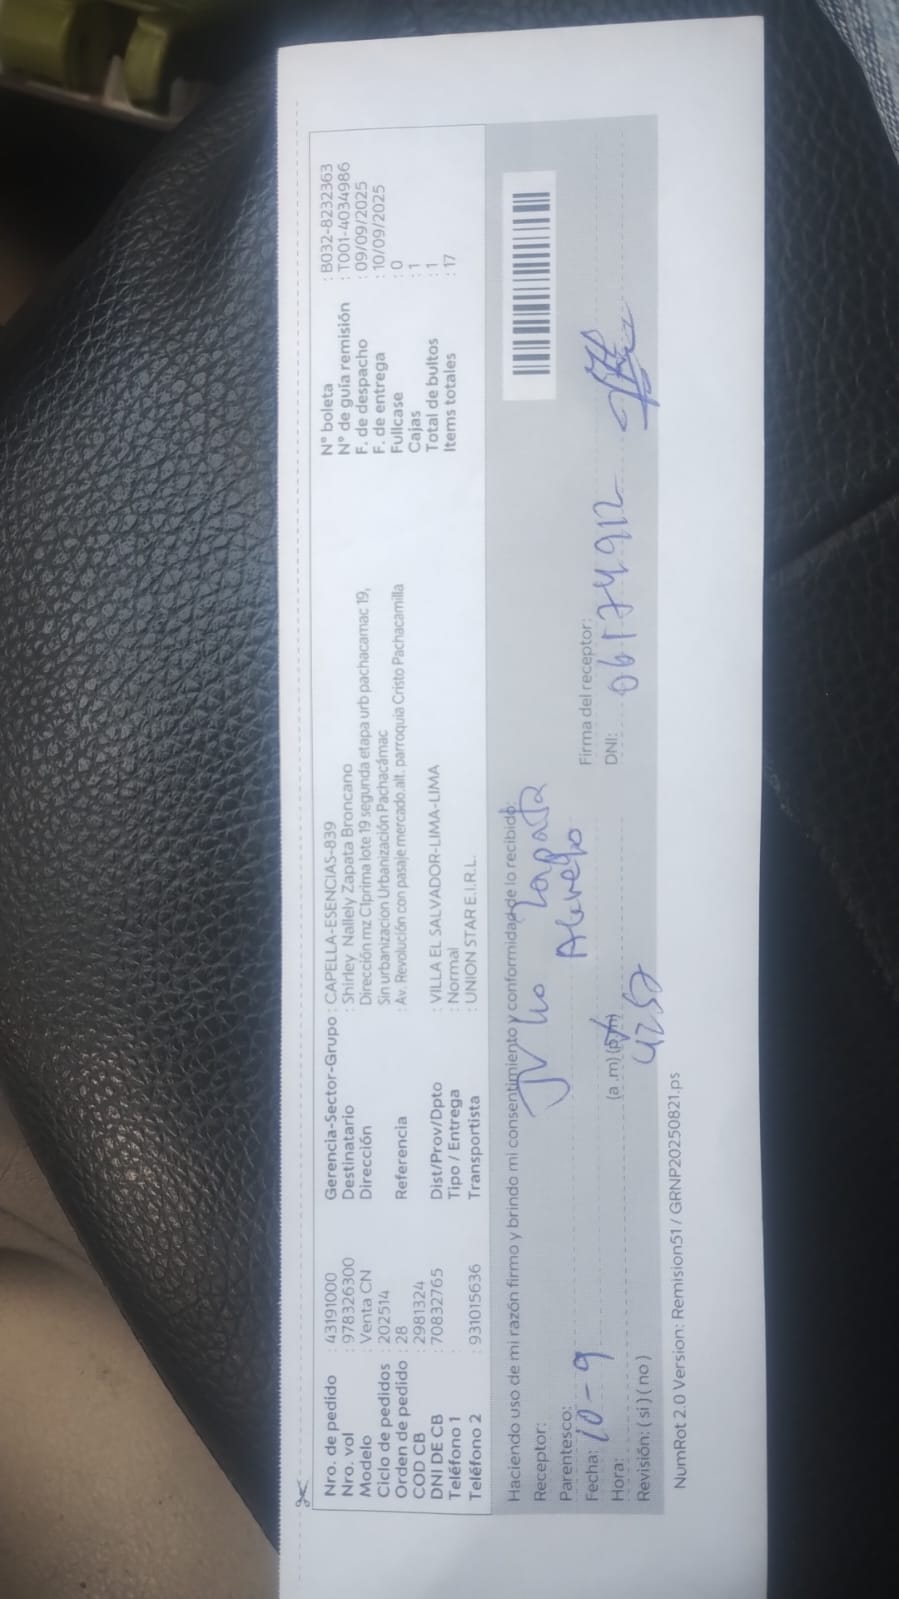 Nro. de pedido : 43191000
Nro. vol : 978326300
Modelo : Venta CN
Ciclo de pedidos : 202514
Orden de pedido : 28
COD CB : 2981324
DNI DE CB : 70832765
Teléfono 1
Teléfono 2 : 931015636
Gerencia-Sector-Grupo : CAPELLA-ESENCIAS-839
Destinatario : Shirley Nallely Zapata Broncano
Dirección : Dirección mz C1prima lote 19 segunda etapa urb pachacamac 19,
Sin urbanizacion Urbanización Pachacámac
Referencia : Av. Revolución con pasaje mercado.alt. parroquia Cristo Pachacamilla
Dist/Prov/Dpto : VILLA EL SALVADOR-LIMA-LIMA
Tipo / Entrega : Normal
Transportista : UNION STAR E.I.R.L.
N° boleta : B032-8232363
N° de guía remisión : T001-4034986
F. de despacho : 09/09/2025
F. de entrega : 10/09/2025
Fullcase : 0
Cajas : 1
Total de bultos : 1
Items totales : 17
Haciendo uso de mi razón firmo y brindo mi consentimiento y conformidad de lo recibido:
Receptor: Julio Zapata
Parentesco:
Fecha: 10-9
Firma del receptor:
Hora: (a .m) (p.m)
4:57
DNI: 06174912
Revisión: ( si ) ( no )
NumRot 2.0 Version: Remision51 / GRNP20250821.ps